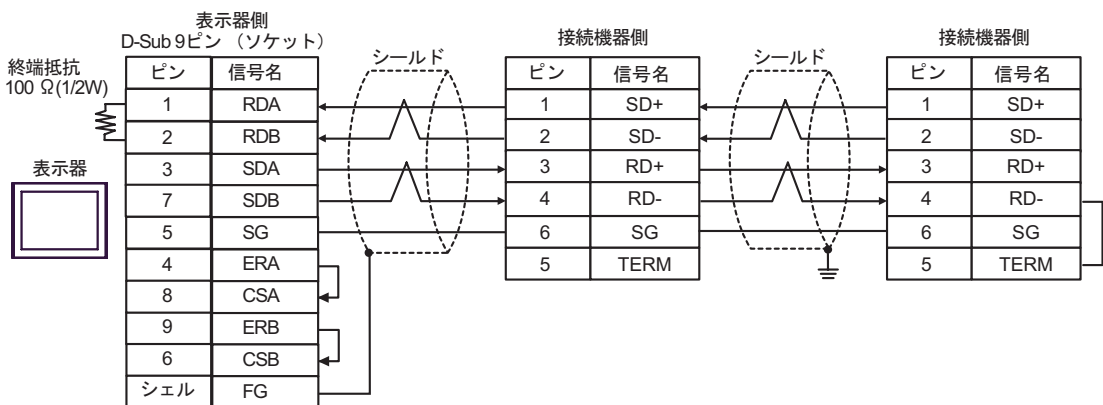 表示器側
D-Sub 9ピン （ソケット）
シールド
接続機器側
シールド
接続機器側
終端抵抗
100 Ω(1/2W)
表示器
ピン 信号名
1 RDA
2 RDB
3 SDA
7 SDB
5 SG
4 ERA
8 CSA
9 ERB
6 CSB
シェル FG
ピン 信号名
1 SD+
2 SD-
3 RD+
4 RD-
6 SG
5 TERM
ピン 信号名
1 SD+
2 SD-
3 RD+
4 RD-
6 SG
5 TERM